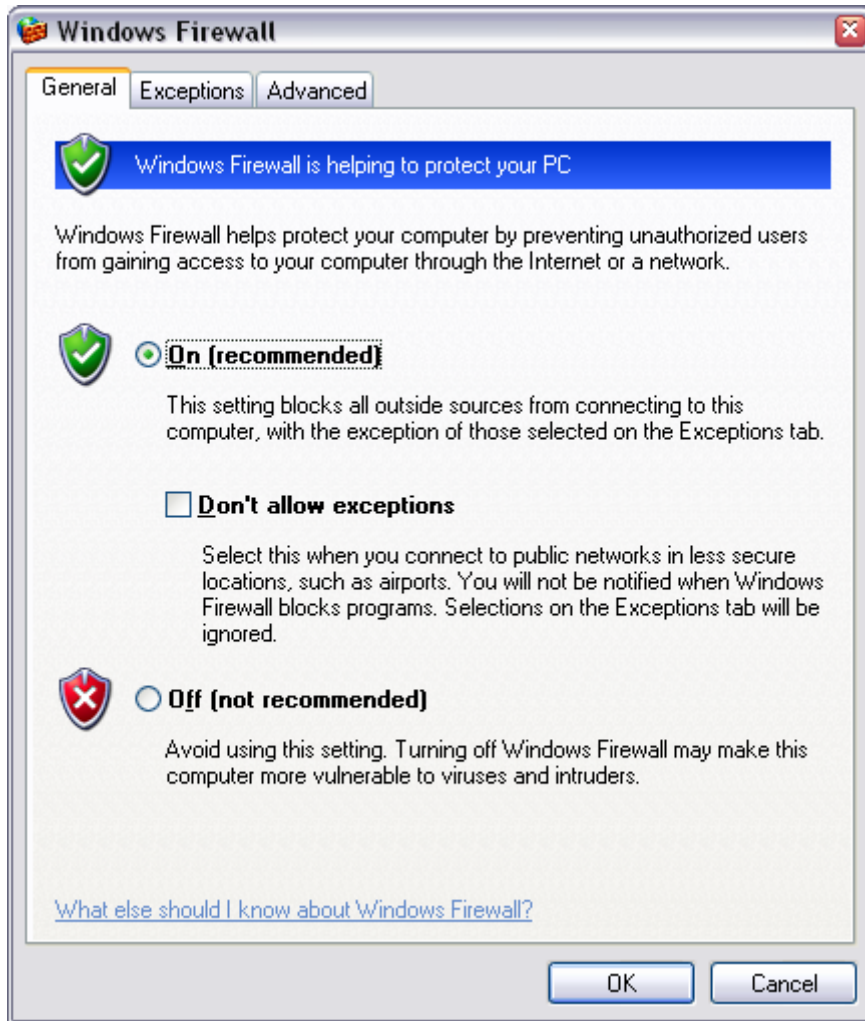 Windows Firewall
General
Exceptions
Advanced
Windows Firewall is helping to protect your PC
Windows Firewall helps protect your computer by preventing unauthorized users
from gaining access to your computer through the Internet or a network.
On (recommended)
This setting blocks all outside sources from connecting to this
computer, with the exception of those selected on the Exceptions tab.
Don't allow exceptions
Select this when you connect to public networks in less secure
locations, such as airports. You will not be notified when Windows
Firewall blocks programs. Selections on the Exceptions tab will be
ignored.
Off (not recommended)
Avoid using this setting. Turning off Windows Firewall may make this
computer more vulnerable to viruses and intruders.
What else should I know about Windows Firewall?
OK
Cancel